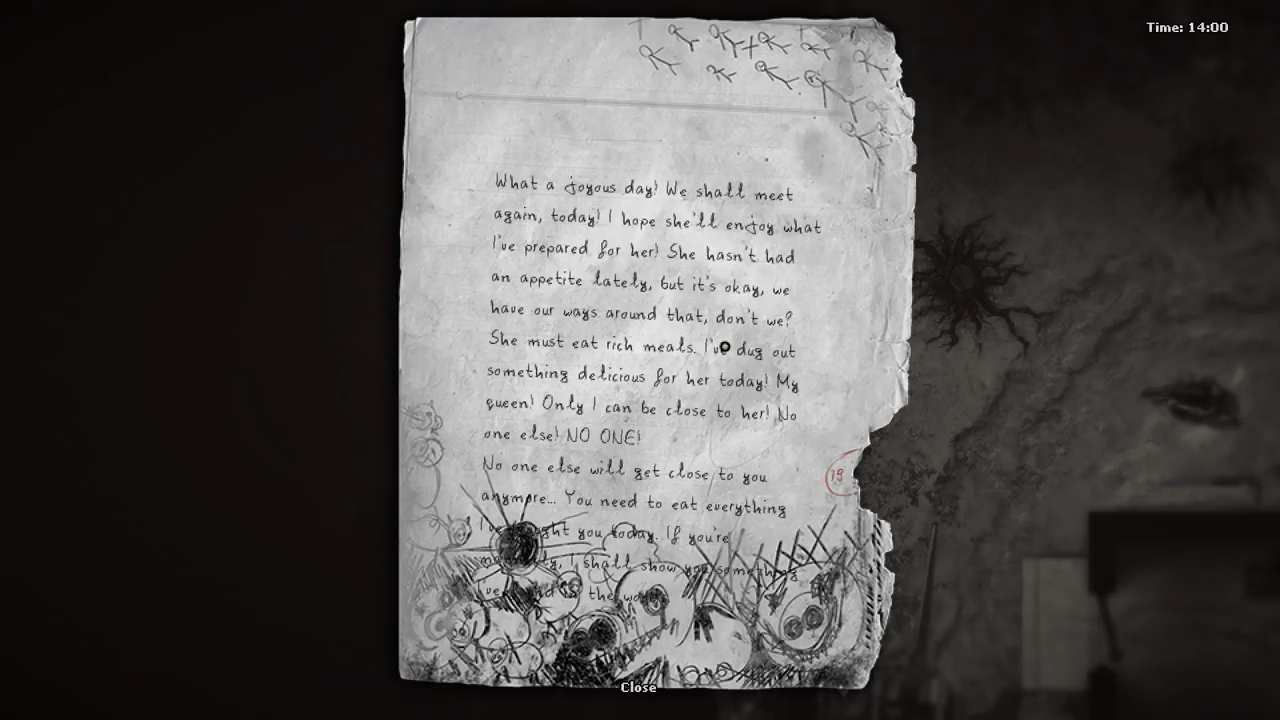 Time: 14:00
What a joyous day! We shall meet
again, today! I hope she'll enjoy what
I've prepared for her! She hasn't had
an appetite lately, but it's okay, we
have our ways around that, don't we?
She must eat rich meals. I've dug out
something delicious for her today! My
queen! Only I can be close to her! No
one else! NO ONE!
No one else will get close to you
19
anymore... You need to eat everything
I've brought you today. If you're
I shall show you something
I've the
Close